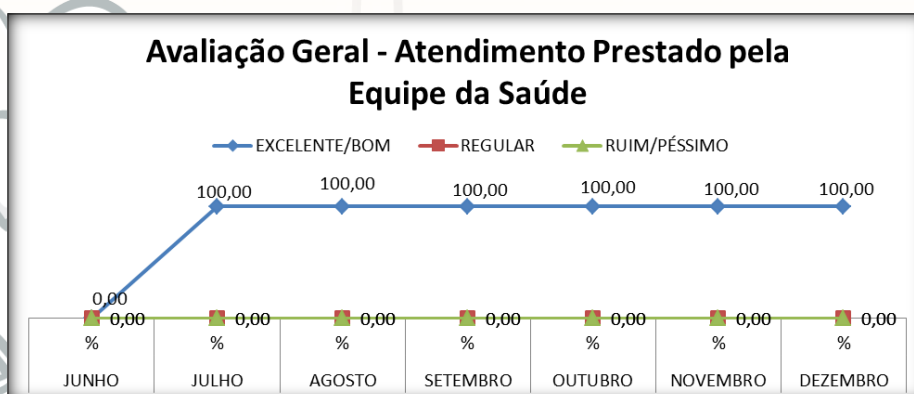 Avaliação Geral - Atendimento Prestado pela
Equipe da Saúde
EXCELENTE/BOM REGULAR RUIM/PÉSSIMO
100,00 100,00 100,00 100,00 100,00 100,00
0,00
0,00 0,00 0,00 0,00 0,00 0,00 0,00
% % % % % % %
JUNHO JULHO AGOSTO SETEMBRO OUTUBRO NOVEMBRO DEZEMBRO